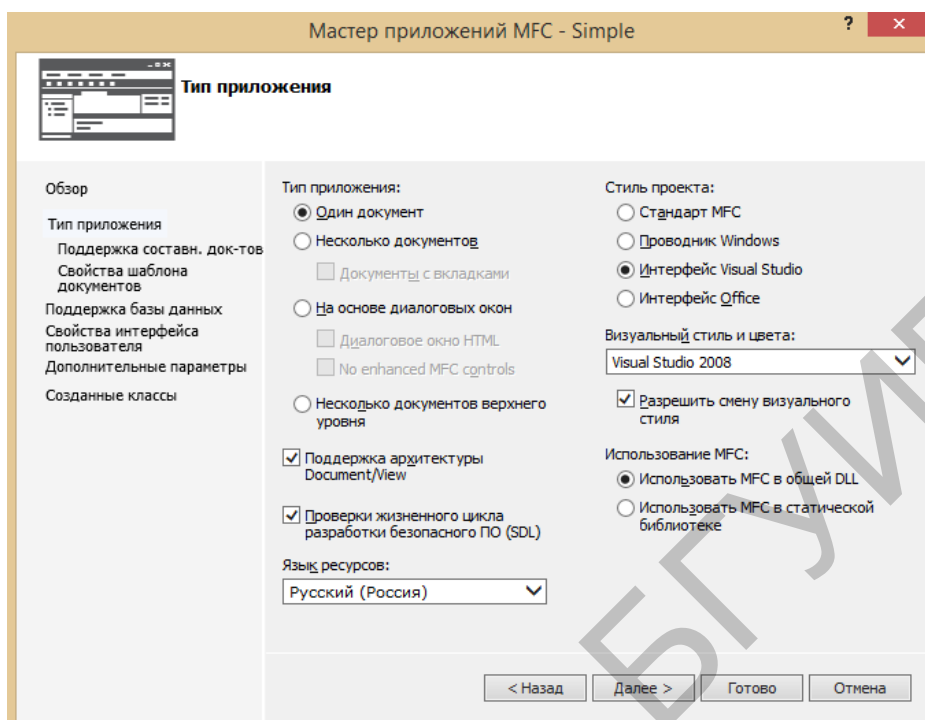 Мастер приложений MFC - Simple
?
Тип приложения
Обзор
Тип приложения
Поддержка составн. док-тов
Свойства шаблона
документов
Поддержка базы данных
Свойства интерфейса
пользователя
Дополнительные параметры
Созданные классы
Тип приложения:
Один документ
Несколько документов
Документы с вкладками
На основе диалоговых окон
Диалоговое окно HTML
No enhanced MFC controls
Несколько документов верхнего
уровня
Поддержка архитектуры
Document/View
Проверки жизненного цикла
разработки безопасного ПО (SDL)
Язык ресурсов:
Русский (Россия)
Стиль проекта:
Стандарт MFC
Проводник Windows
Интерфейс Visual Studio
Интерфейс Office
Визуальный стиль и цвета:
Visual Studio 2008
Разрешить смену визуального
стиля
Использование MFC:
Использовать MFC в общей DLL
Использовать MFC в статической
библиотеке
< Назад
Далее >
Готово
Отмена
БГУИР